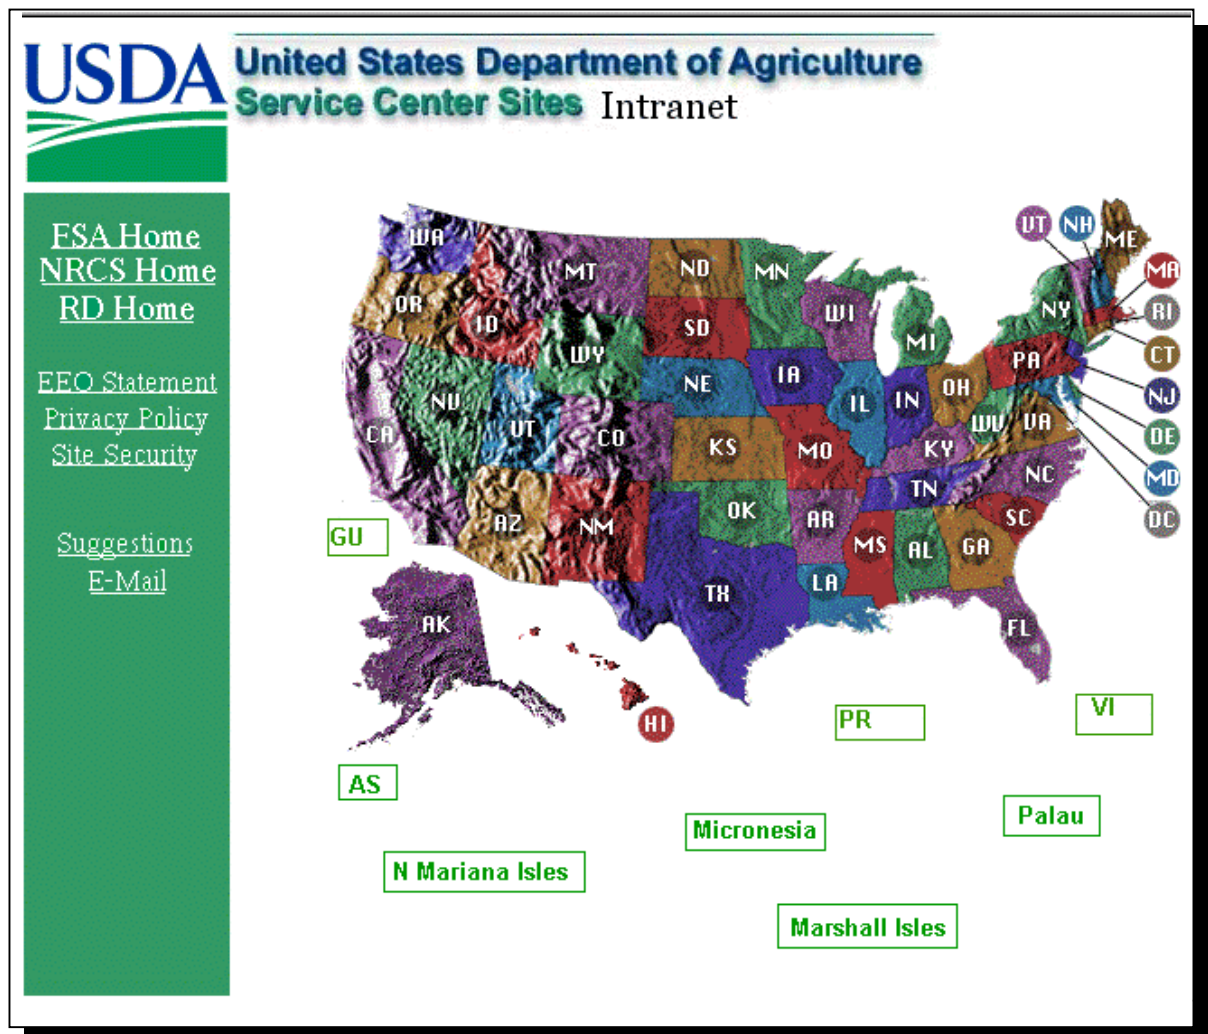 USDA
United States Department of Agriculture
Service Center Sites Intranet
FSA Home
NRCS Home
RD Home
EEO Statement
Privacy Policy
Site Security
Suggestions
E-Mail
WA
MT
ND
MN
VT
NH
ME
MA
OR
ID
SD
WI
NY
RI
WY
MI
CT
PA
NV
UT
NE
IA
IL
IN
OH
NJ
CA
CO
KS
MO
KY
WV
VA
DE
MD
AZ
NM
OK
AR
TN
NC
DC
GU
TX
LA
MS
AL
GA
SC
AK
FL
HI
PR
VI
AS
Micronesia
Palau
N Mariana Isles
Marshall Isles